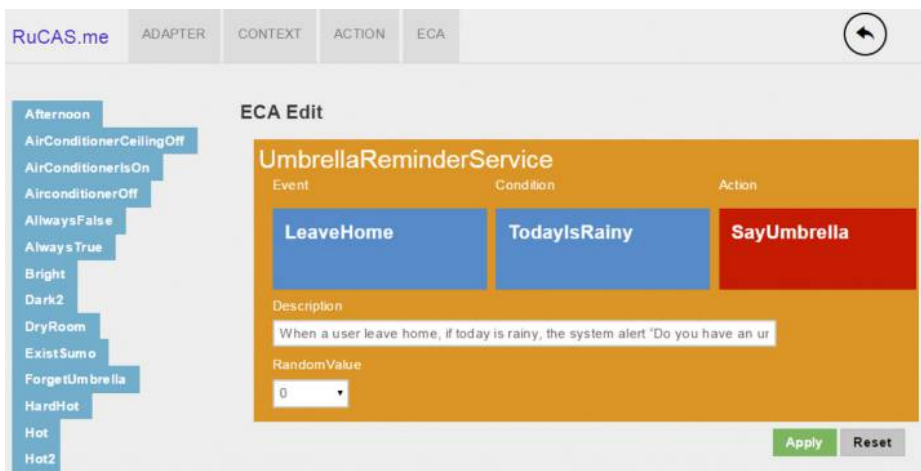 RuCAS.me ADAPTER CONTEXT ACTION ECA
Afternoon
AirConditionerCeilingOff
AirConditionerIsOn
AirconditionerOff
AllwaysFalse
AlwaysTrue
Bright
Dark2
DryRoom
ExistSumo
ForgetUmbrella
HardHot
Hot
Hot2
ECA Edit
UmbrellaReminderService
Event Condition Action
LeaveHome TodayIsRainy SayUmbrella
Description
When a user leave home, if today is rainy, the system alert "Do you have an ur
RandomValue
0
Apply Reset